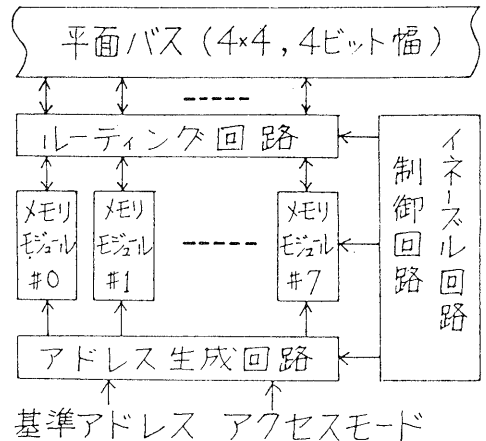 平面バス(4×4,4ビット幅)
ルーティング回路
メモリ
モジュール
#0
メモリ
モジュール
#1
メモリ
モジュール
#7
イネーブル回路
制御回路
アドレス生成回路
基準アドレス アクセスモード